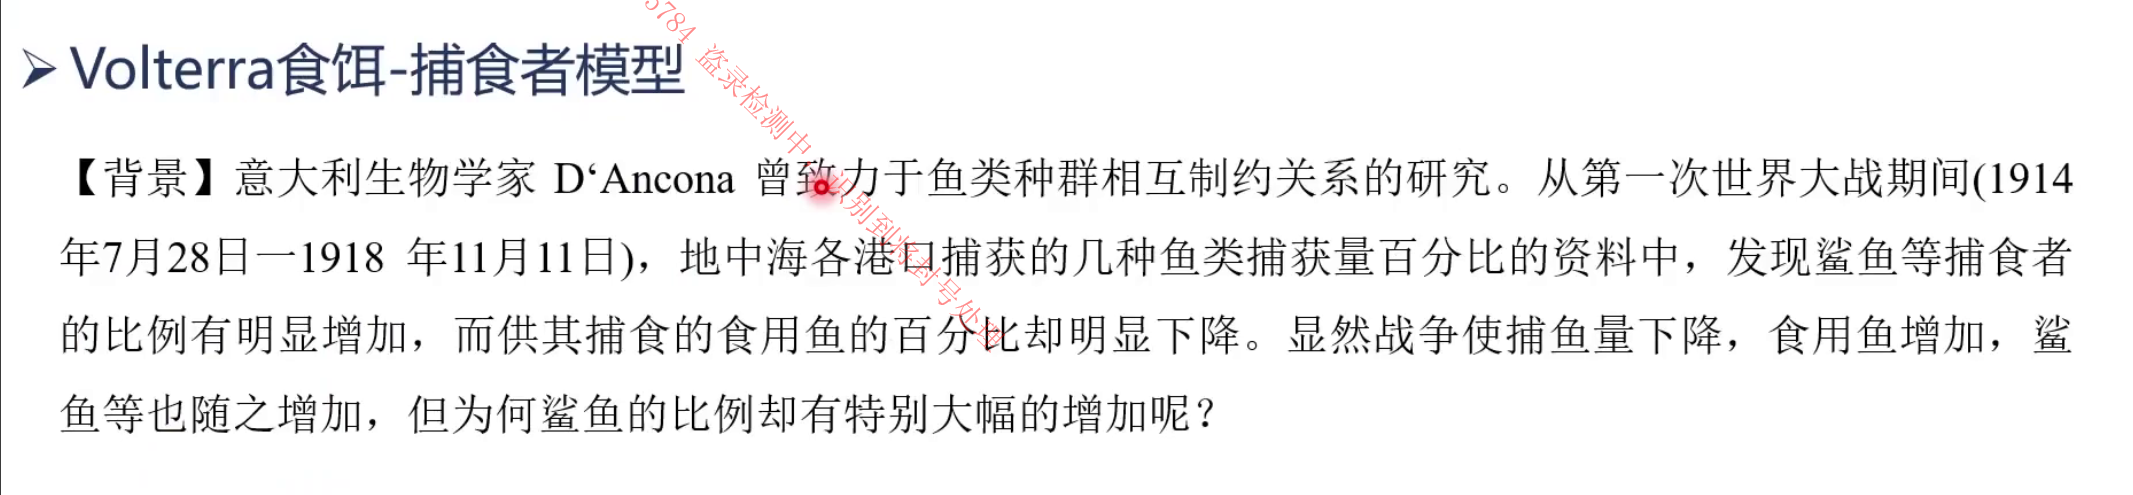 Volterra食饵-捕食者模型
【背景】意大利生物学家 D‘Ancona 曾致力于鱼类种群相互制约关系的研究。从第一次世界大战期间(1914
年7月28日一1918 年11月11日)，地中海各港口捕获的几种鱼类捕获量百分比的资料中，发现鲨鱼等捕食者
的比例有明显增加，而供其捕食的食用鱼的百分比却明显下降。显然战争使捕鱼量下降，食用鱼增加，鲨
鱼等也随之增加，但为何鲨鱼的比例却有特别大幅的增加呢？
5784 盗录检测中，识别到将封号处理